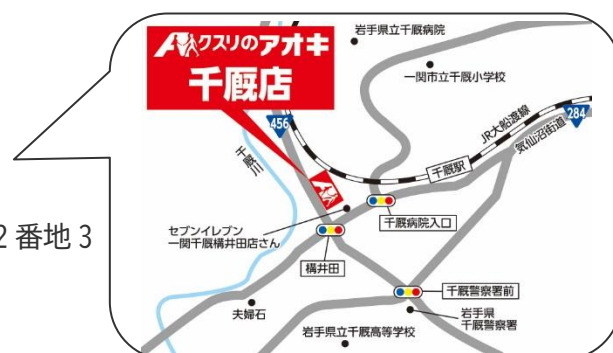 クスリのアオキ
千厩店
岩手県立千厩病院
一関市立千厩小学校
456
284
JR大船渡線
気仙沼街道
千厩川
千厩駅
セブンイレブン
一関千厩構井田店さん
千厩病院入口
2番地3
構井田
千厩警察署前
夫婦石
岩手県
千厩警察署
岩手県立千厩高等学校